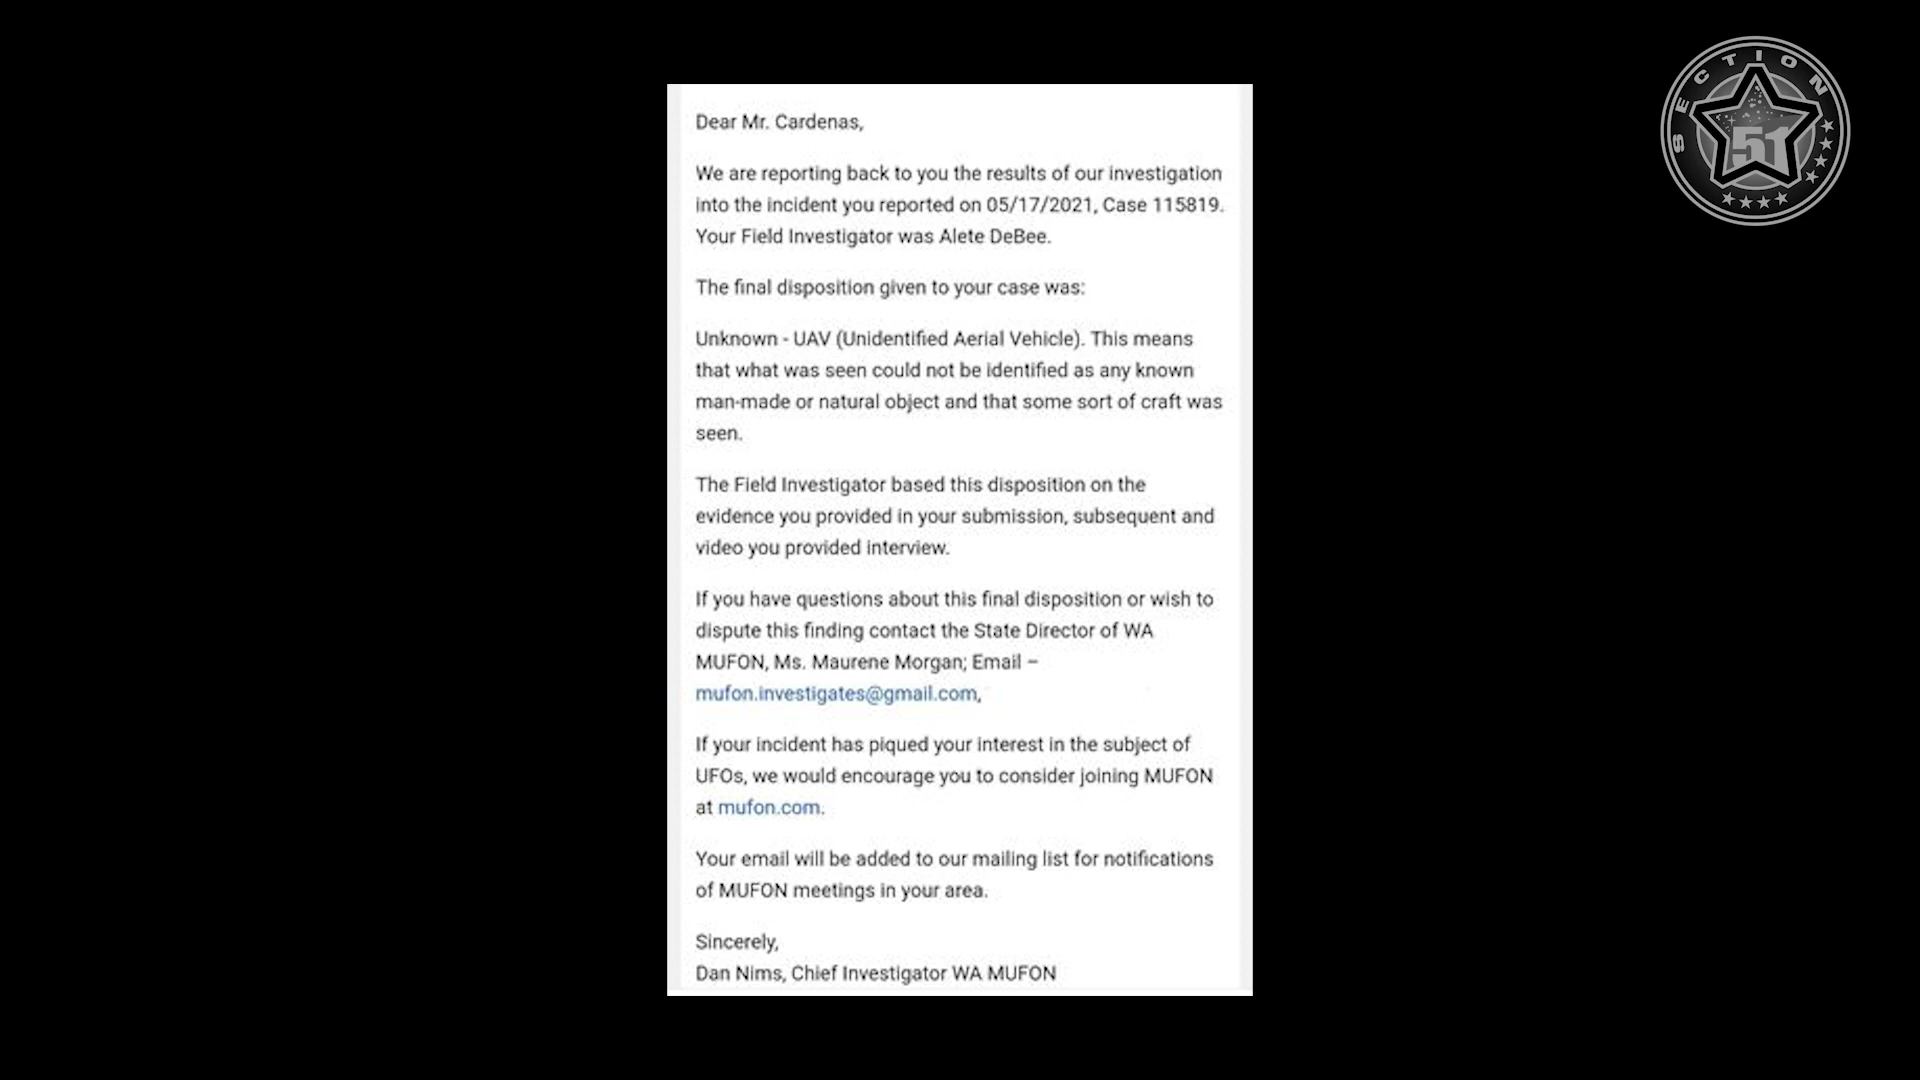 Dear Mr. Cardenas,
We are reporting back to you the results of our investigation
into the incident you reported on 05/17/2021, Case 115819.
Your Field Investigator was Alete DeBee.
The final disposition given to your case was:
Unknown - UAV (Unidentified Aerial Vehicle). This means
that what was seen could not be identified as any known
man-made or natural object and that some sort of craft was
seen.
The Field Investigator based this disposition on the
evidence you provided in your submission, subsequent and
video you provided interview.
If you have questions about this final disposition or wish to
dispute this finding contact the State Director of WA
MUFON, Ms. Maurene Morgan; Email –
mufon.investigates@gmail.com,
If your incident has piqued your interest in the subject of
UFOs, we would encourage you to consider joining MUFON
at mufon.com.
Your email will be added to our mailing list for notifications
of MUFON meetings in your area.
Sincerely,
Dan Nims, Chief Investigator WA MUFON
SECTION
51